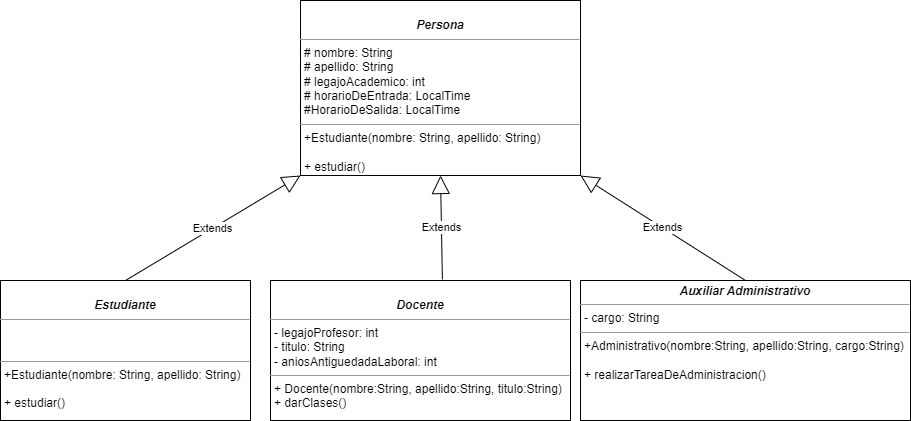 Persona
# nombre: String
# apellido: String
# legajoAcademico: int
# horarioDeEntrada: LocalTime
#HorarioDeSalida: LocalTime
+Estudiante(nombre: String, apellido: String)
+ estudiar()
Extends
Extends
Extends
Estudiante
+Estudiante(nombre: String, apellido: String)
+ estudiar()
Docente
- legajoProfesor: int
- titulo: String
- aniosAntiguedadaLaboral: int
+ Docente(nombre:String, apellido:String, titulo:String)
+ darClases()
Auxiliar Administrativo
- cargo: String
+Administrativo(nombre:String, apellido:String, cargo:String)
+ realizarTareaDeAdministracion()